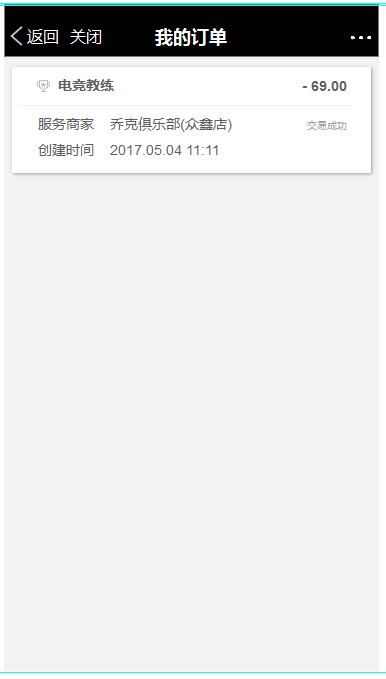 返回 关闭 我的订单
电竞教练 - 69.00
服务商家 乔克俱乐部(众鑫店) 交易成功
创建时间 2017.05.04 11:11